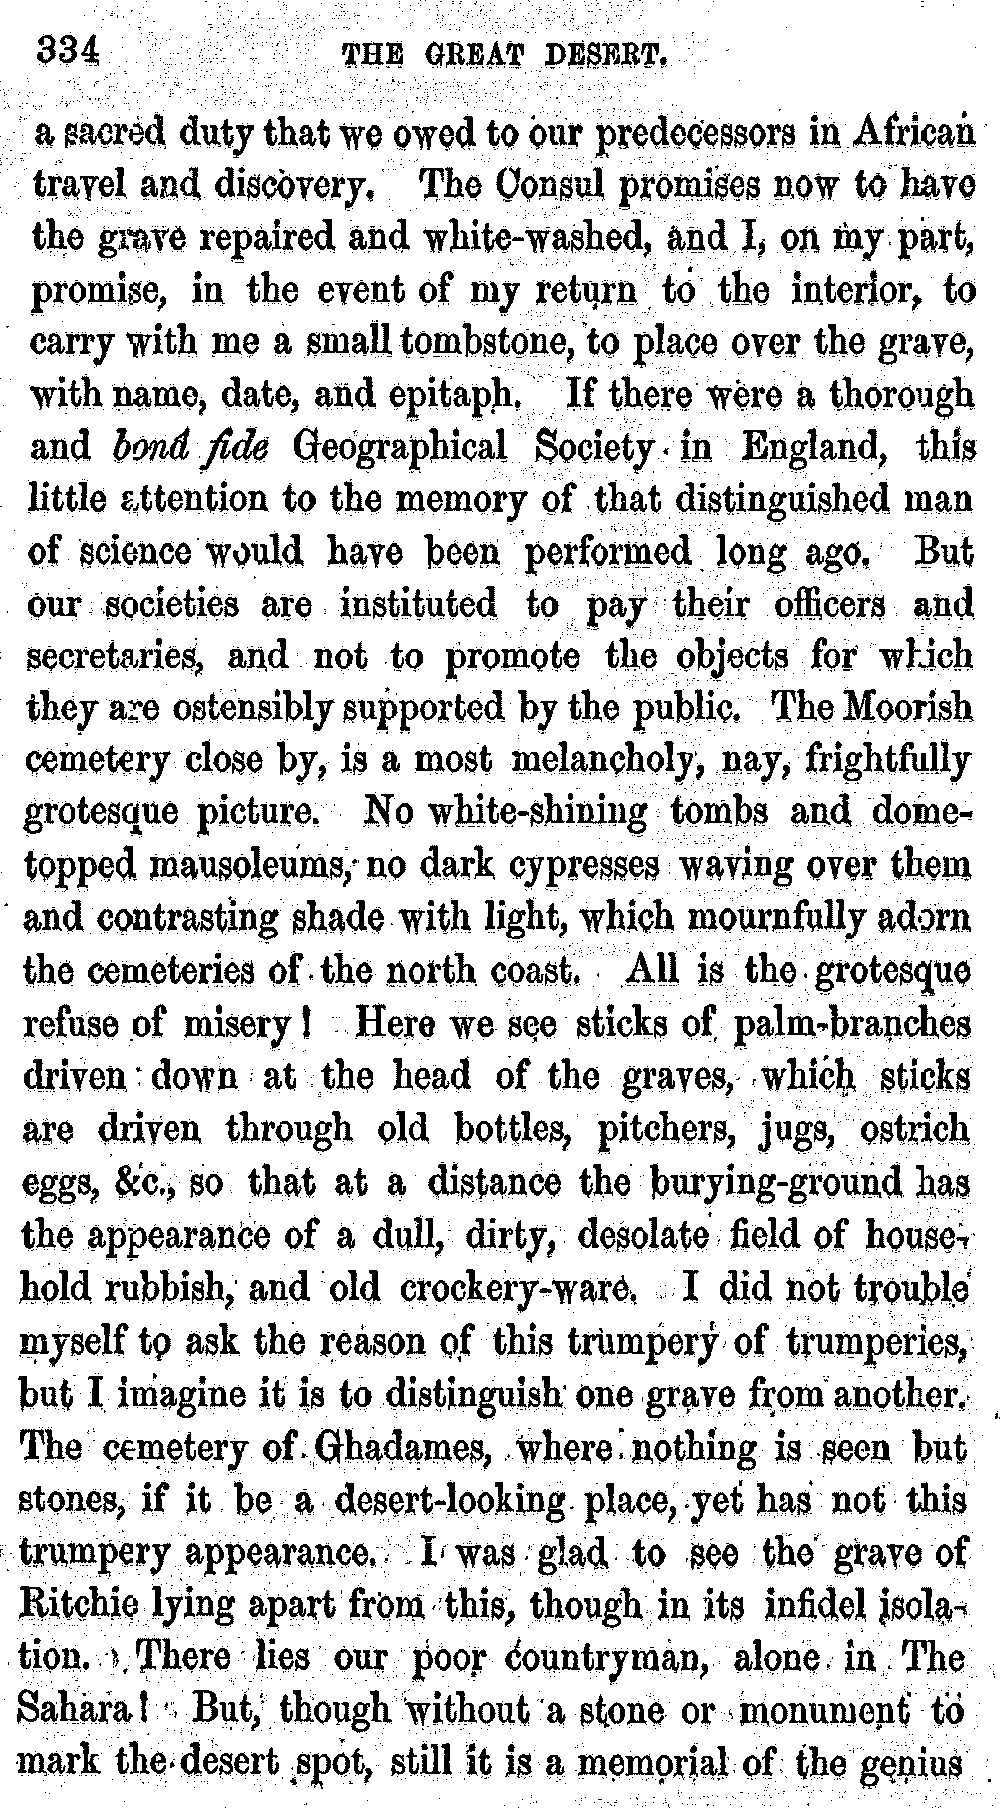 334 THE GREAT DESERT.
a sacred duty that we owed to our predecessors in African
travel and discovery. The Consul promises now to have
the grave repaired and white-washed, and I, on my part,
promise, in the event of my return to the interior, to
carry with me a small tombstone, to place over the grave,
with name, date, and epitaph. If there were a thorough
and bonâ fide Geographical Society in England, this
little attention to the memory of that distinguished man
of science would have been performed long ago. But
our societies are instituted to pay their officers and
secretaries, and not to promote the objects for which
they are ostensibly supported by the public. The Moorish
cemetery close by, is a most melancholy, nay, frightfully
grotesque picture. No white-shining tombs and dome-
topped mausoleums, no dark cypresses waving over them
and contrasting shade with light, which mournfully adorn
the cemeteries of the north coast. All is the grotesque
refuse of misery! Here we see sticks of palm-branches
driven down at the head of the graves, which sticks
are driven through old bottles, pitchers, jugs, ostrich
eggs, &c., so that at a distance the burying-ground has
the appearance of a dull, dirty, desolate field of house-
hold rubbish, and old crockery-ware. I did not trouble
myself to ask the reason of this trumpery of trumperies,
but I imagine it is to distinguish one grave from another.
The cemetery of Ghadames, where nothing is seen but
stones, if it be a desert-looking place, yet has not this
trumpery appearance. I was glad to see the grave of
Ritchie lying apart from this, though in its infidel isola-
tion. There lies our poor countryman, alone in The
Sahara! But, though without a stone or monument to
mark the desert spot, still it is a memorial of the genius